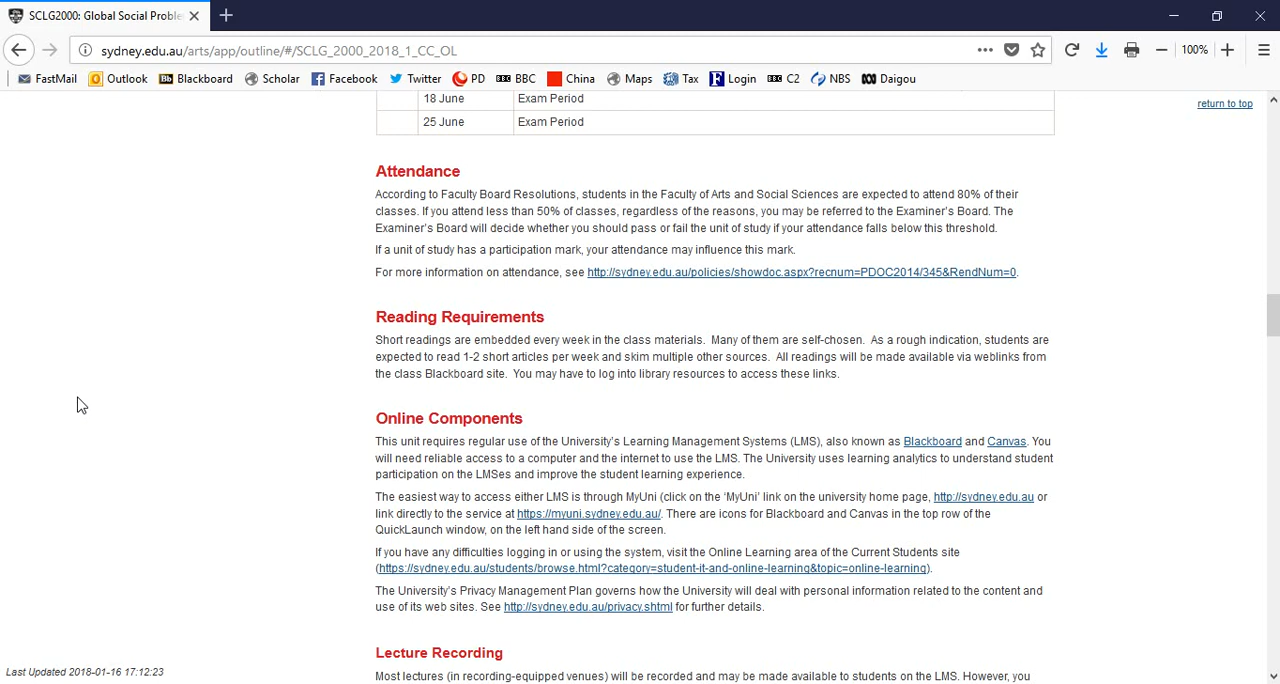 SCLG2000: Global Social Proble
sydney.edu.au/arts/app/outline/#/SCLG_2000_2018_1_CC_OL
100%
FastMail Outlook Blackboard Scholar Facebook Twitter PD BBC China Maps Tax Login C2 NBS Daigou
return to top
18 June Exam Period
25 June Exam Period
Attendance
According to Faculty Board Resolutions, students in the Faculty of Arts and Social Sciences are expected to attend 80% of their
classes. If you attend less than 50% of classes, regardless of the reasons, you may be referred to the Examiner's Board. The
Examiner's Board will decide whether you should pass or fail the unit of study if your attendance falls below this threshold.
If a unit of study has a participation mark, your attendance may influence this mark.
For more information on attendance, see http://sydney.edu.au/policies/showdoc.aspx?recnum=PDOC2014/345&RendNum=0.
Reading Requirements
Short readings are embedded every week in the class materials. Many of them are self-chosen. As a rough indication, students are
expected to read 1-2 short articles per week and skim multiple other sources. All readings will be made available via weblinks from
the class Blackboard site. You may have to log into library resources to access these links.
Online Components
This unit requires regular use of the University's Learning Management Systems (LMS), also known as Blackboard and Canvas. You
will need reliable access to a computer and the internet to use the LMS. The University uses learning analytics to understand student
participation on the LMSes and improve the student learning experience.
The easiest way to access either LMS is through MyUni (click on the 'MyUni' link on the university home page, http://sydney.edu.au or
link directly to the service at https://myuni.sydney.edu.au/. There are icons for Blackboard and Canvas in the top row of the
QuickLaunch window, on the left hand side of the screen.
If you have any difficulties logging in or using the system, visit the Online Learning area of the Current Students site
(https://sydney.edu.au/students/browse.html?category=student-it-and-online-learning&topic=online-learning).
The University's Privacy Management Plan governs how the University will deal with personal information related to the content and
use of its web sites. See http://sydney.edu.au/privacy.shtml for further details.
Lecture Recording
Most lectures (in recording-equipped venues) will be recorded and may be made available to students on the LMS. However, you
Last Updated 2018-01-16 17:12:23